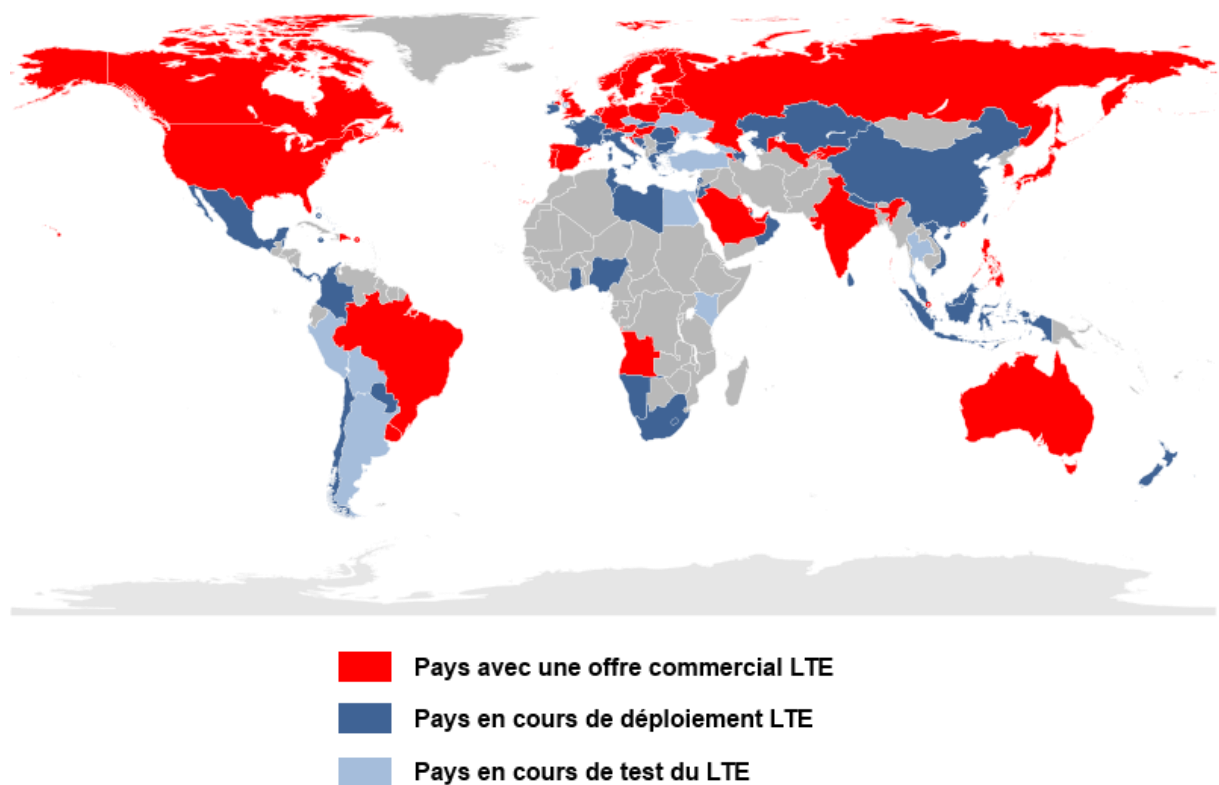 Pays avec une offre commercial LTE
Pays en cours de déploiement LTE
Pays en cours de test du LTE